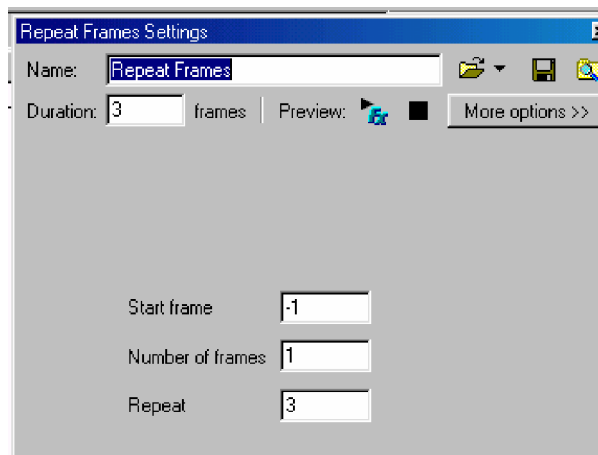 Repeat Frames Settings
Name: Repeat Frames
Duration: 3 frames Preview: Fx More options >>
Start frame -1
Number of frames 1
Repeat 3